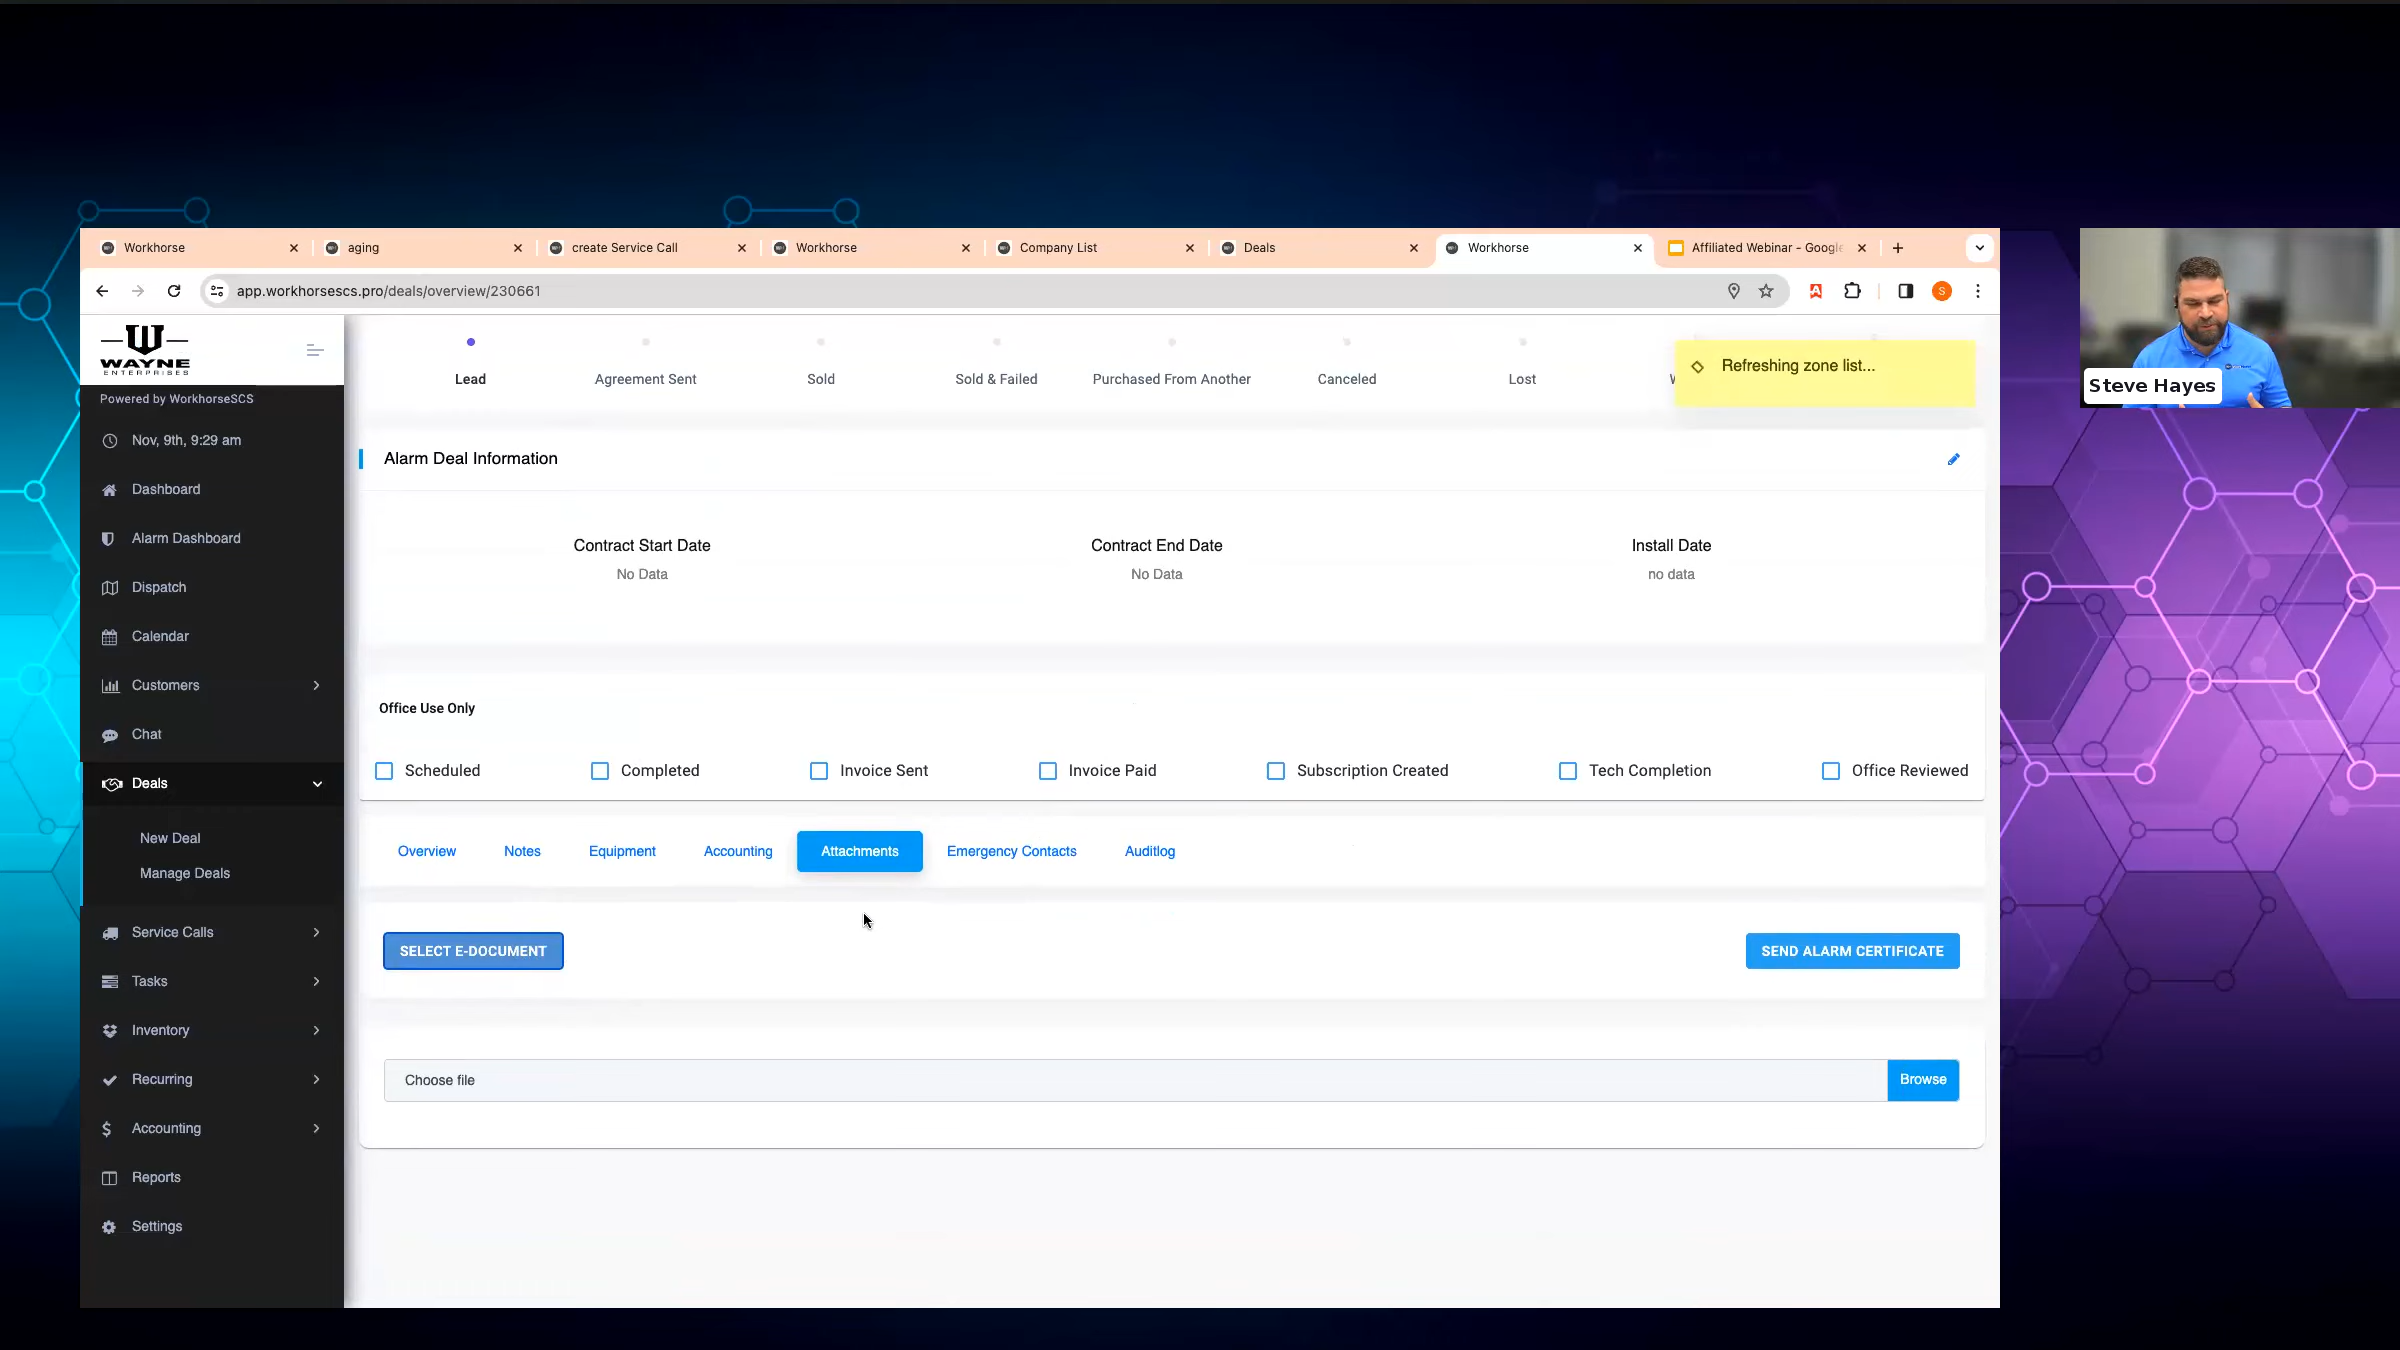 Workhorse
aging
create Service Call
Workhorse
Company List
Deals
Workhorse
Affiliated Webinar - Google
app.workhorsescs.pro/deals/overview/230661
S
WAYNE
ENTERPRISES
Powered by WorkhorseSCS
Nov, 9th, 9:29 am
Dashboard
Alarm Dashboard
Dispatch
Calendar
Customers
Chat
Deals
New Deal
Manage Deals
Service Calls
Tasks
Inventory
Recurring
Accounting
Reports
Settings
Lead
Agreement Sent
Sold
Sold & Failed
Purchased From Another
Canceled
Lost
Refreshing zone list...
Steve Hayes
Alarm Deal Information
Contract Start Date
Contract End Date
Install Date
No Data
No Data
no data
Office Use Only
Scheduled
Completed
Invoice Sent
Invoice Paid
Subscription Created
Tech Completion
Office Reviewed
Overview
Notes
Equipment
Accounting
Attachments
Emergency Contacts
Auditlog
SELECT E-DOCUMENT
SEND ALARM CERTIFICATE
Choose file
Browse